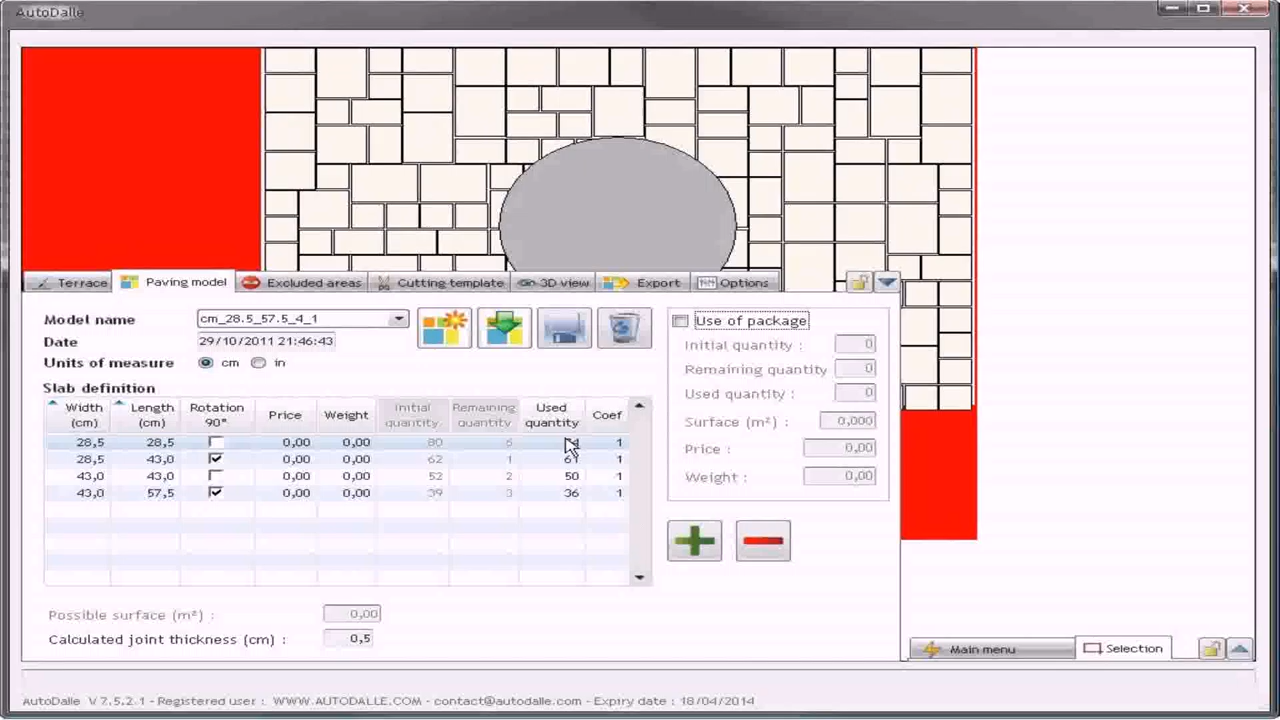 AutoDalle
Terrace Paving model Excluded areas Cutting template 3D view Export Options
Model name cm_28.5_57.5_4_1
Date 29/10/2011 21:46:43
Units of measure cm in
Slab definition
Width (cm) Length (cm) Rotation 90° Price Weight Initial quantity Remaining quantity Used quantity Coef
28,5 28,5 0,00 0,00 80 6 1
28,5 43,0 0,00 0,00 62 1 61 1
43,0 43,0 0,00 0,00 52 2 50 1
43,0 57,5 0,00 0,00 39 3 36 1
Possible surface (m²) : 0,00
Calculated joint thickness (cm) : 0,5
Use of package
Initial quantity : 0
Remaining quantity 0
Used quantity : 0
Surface (m²) : 0,000
Price : 0,00
Weight : 0,00
Main menu Selection
AutoDalle V 7.5.2.1 - Registered user : WWW.AUTODALLE.COM - contact@autodalle.com - Expiry date : 18/04/2014